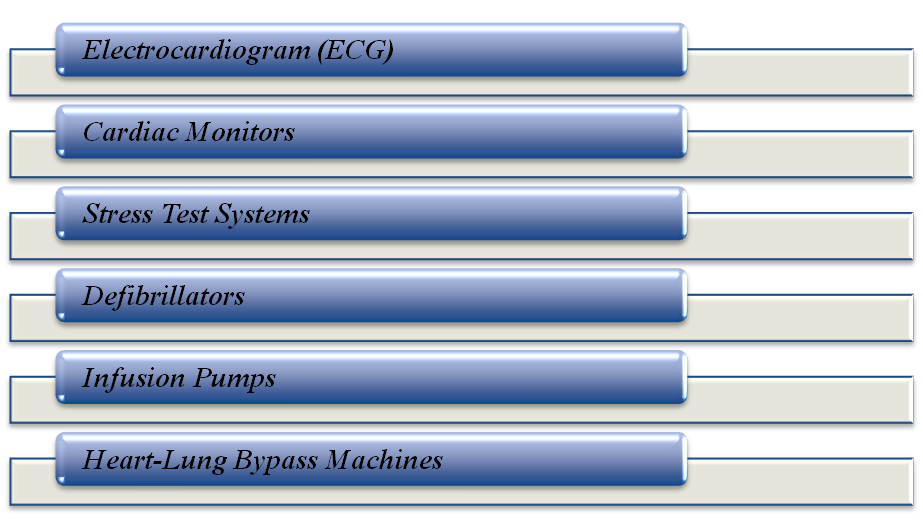 Electrocardiogram (ECG)
Cardiac Monitors
Stress Test Systems
Defibrillators
Infusion Pumps
Heart-Lung Bypass Machines